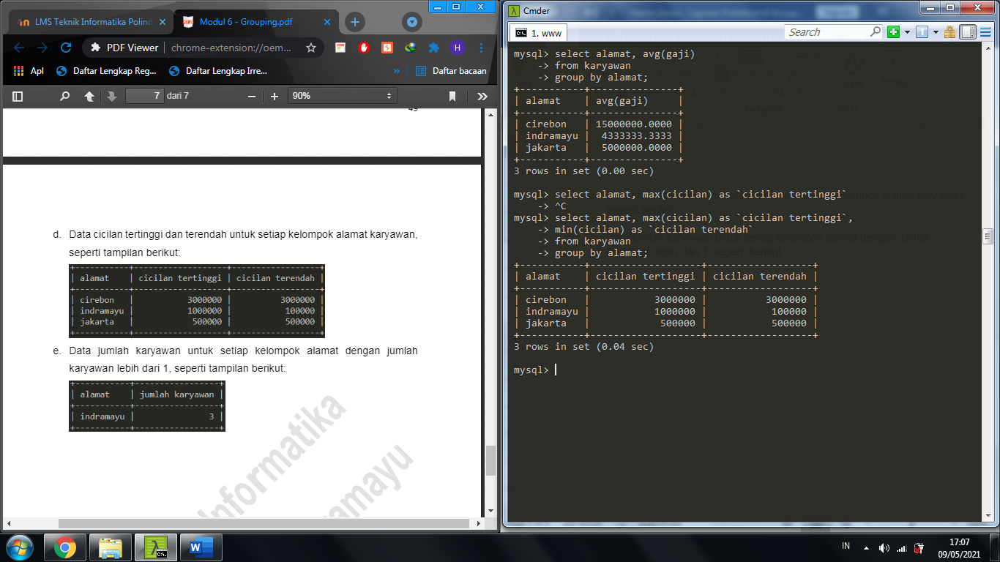 LMS Teknik Informatika Polind
Modul 6 - Grouping.pdf
PDF Viewer
chrome-extension://oem...
H
Apl
Daftar Lengkap Reg...
Daftar Lengkap Irre...
»
Daftar bacaan
7 dari 7
90%
d. Data cicilan tertinggi dan terendah untuk setiap kelompok alamat karyawan,
seperti tampilan berikut:
+-----------+-------------------+------------------+
| alamat | cicilan tertinggi | cicilan terendah |
+-----------+-------------------+------------------+
| cirebon | 3000000 | 3000000 |
| indramayu | 1000000 | 100000 |
| jakarta | 500000 | 500000 |
+-----------+-------------------+------------------+
e. Data jumlah karyawan untuk setiap kelompok alamat dengan jumlah
karyawan lebih dari 1, seperti tampilan berikut:
+-----------+-----------------+
| alamat | jumlah karyawan |
+-----------+-----------------+
| indramayu | 3 |
+-----------+-----------------+
Informatika
ramayu
Cmder
1. www
Search
mysql> select alamat, avg(gaji)
-> from karyawan
-> group by alamat;
+-----------+---------------+
| alamat | avg(gaji) |
+-----------+---------------+
| cirebon | 15000000.0000 |
| indramayu | 4333333.3333 |
| jakarta | 5000000.0000 |
+-----------+---------------+
3 rows in set (0.00 sec)
mysql> select alamat, max(cicilan) as `cicilan tertinggi`
-> ^C
mysql> select alamat, max(cicilan) as `cicilan tertinggi`,
-> min(cicilan) as `cicilan terendah`
-> from karyawan
-> group by alamat;
+-----------+-------------------+------------------+
| alamat | cicilan tertinggi | cicilan terendah |
+-----------+-------------------+------------------+
| cirebon | 3000000 | 3000000 |
| indramayu | 1000000 | 100000 |
| jakarta | 500000 | 500000 |
+-----------+-------------------+------------------+
3 rows in set (0.04 sec)
mysql>
IN
17:07
09/05/2021